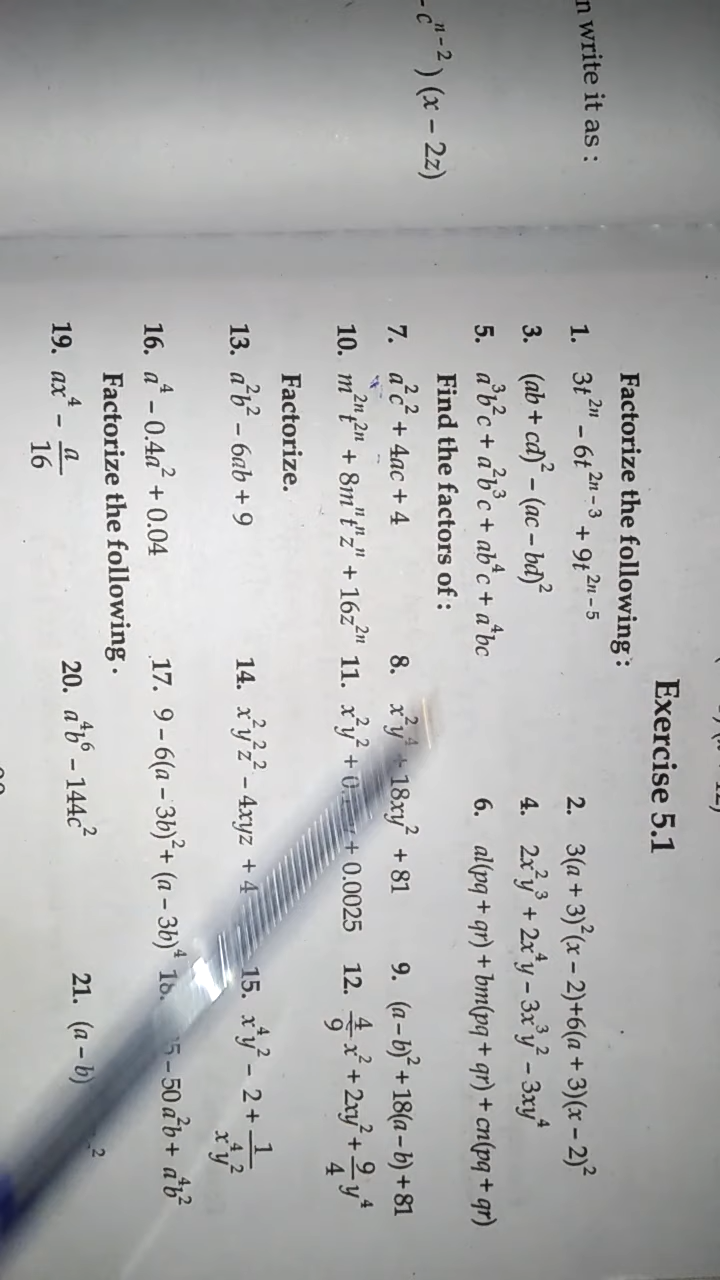 n write it as :
- c^{n-2}) (x - 2z)
Exercise 5.1
Factorize the following :
1. 3t^{2n} - 6t^{2n-3} + 9t^{2n-5} 2. 3(a + 3)^2(x - 2)+6(a + 3)(x - 2)^2
3. (ab + cd)^2 - (ac - bd)^2 4. 2x^2y^3 + 2x^4y - 3x^3y^2 - 3xy^4
5. a^3b^2c + a^2b^3c + ab^4c + a^4bc 6. al(pq + qr) + bm(pq + qr) + cn(pq + qr)
Find the factors of :
7. a^2c^2 + 4ac + 4 8. x^2y^4 + 18xy^2 + 81 9. (a - b)^2 + 18(a - b) + 81
10. m^{2n}t^{2n} + 8m^nt^nz^n + 16z^{2n} 11. x^2y^2 + + 0.0025 12. \frac{4}{9}x^2 + 2xy^2 + \frac{9}{4}y^4
Factorize.
13. a^2b^2 - 6ab + 9 14. x^2y^2z^2 - 4xyz + 4 15. x^4y^2 - 2 + \frac{1}{x^4y^2}
16. a^4 - 0.4a^2 + 0.04 17. 9 - 6(a - 3b)^2 + (a - 3b)^4 18. 5 - 50a^2b + a^4b^2
Factorize the following .
19. ax^4 - \frac{a}{16} 20. a^4b^6 - 144c^2 21. (a - b) ^2